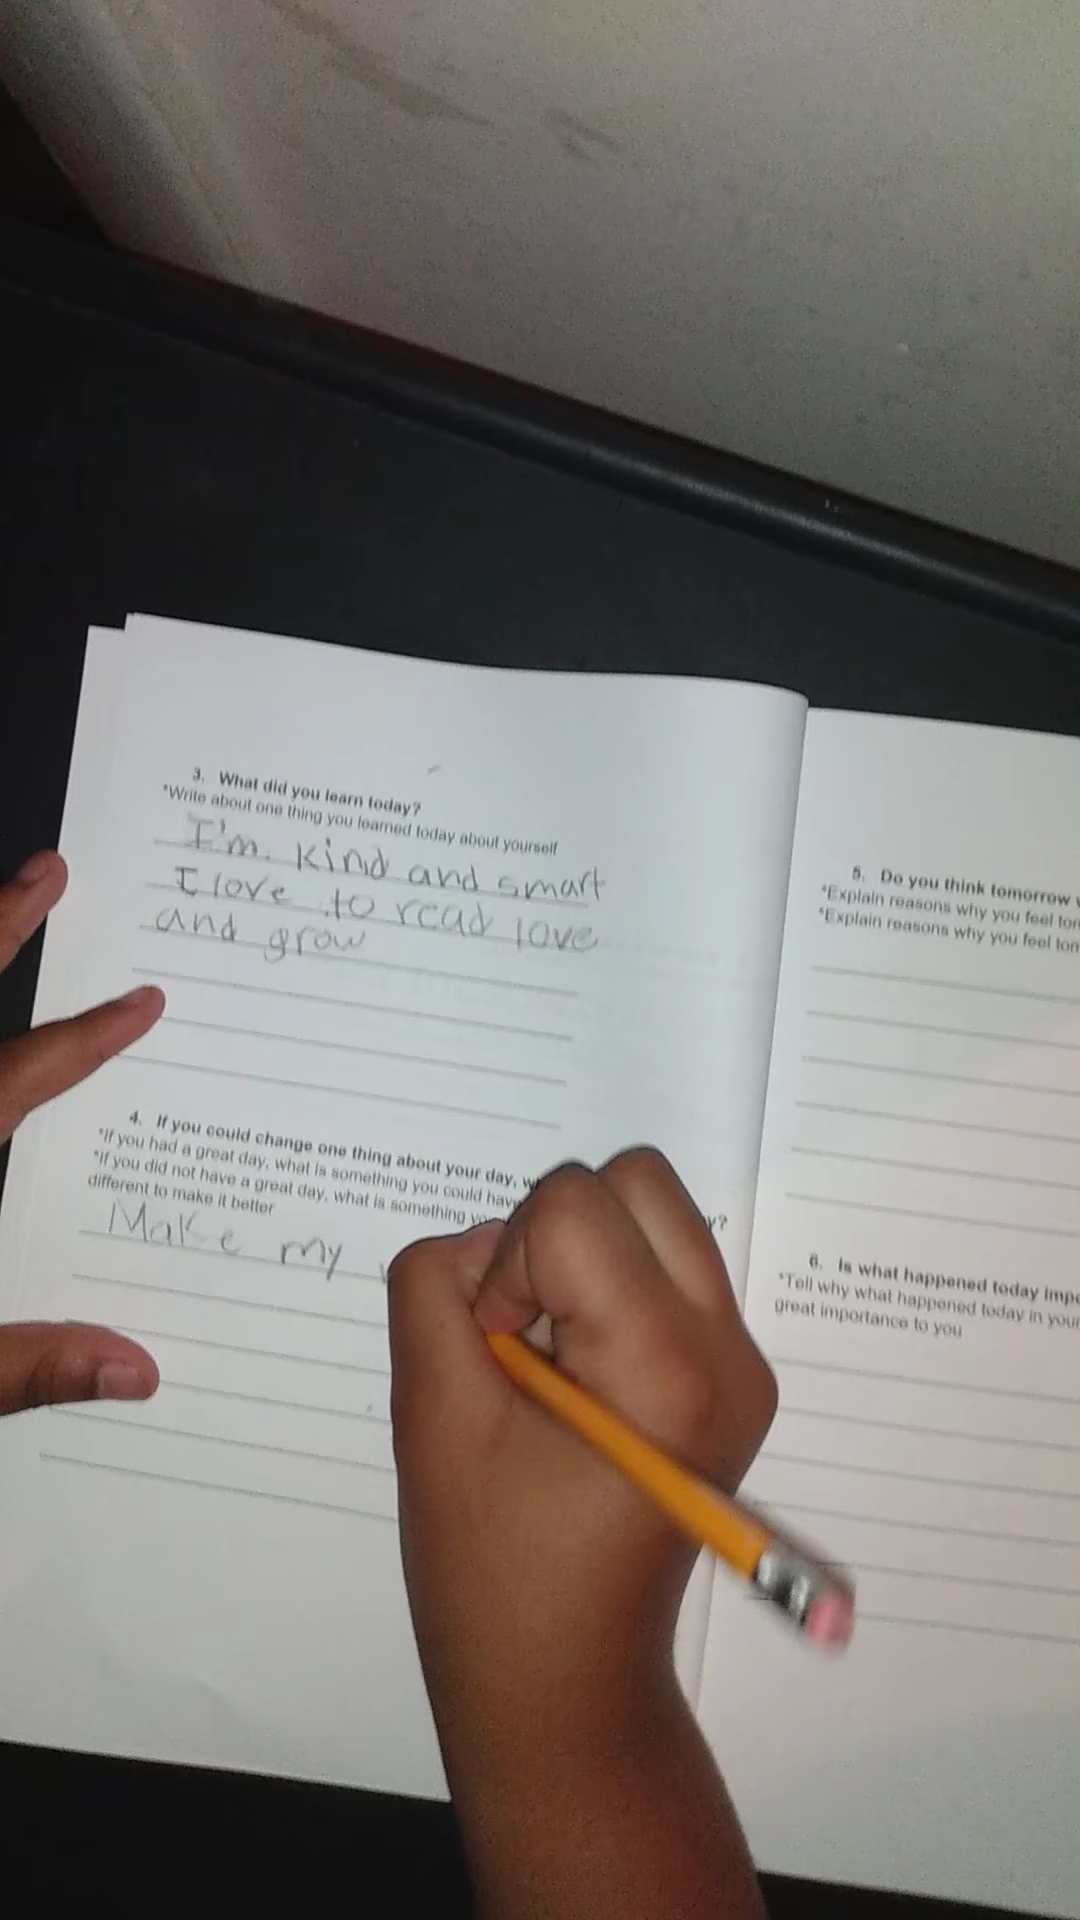 3. What did you learn today?
*Write about one thing you learned today about yourself
I'm kind and smart
I love to read love
and grow
4. If you could change one thing about your day,
*If you had a great day, what is something you could have
*If you did not have a great day, what is something
different to make it better
Make my
5. Do you think tomorrow
*Explain reasons why you feel
*Explain reasons why you feel
6. Is what happened today
*Tell why what happened today in your
great importance to you